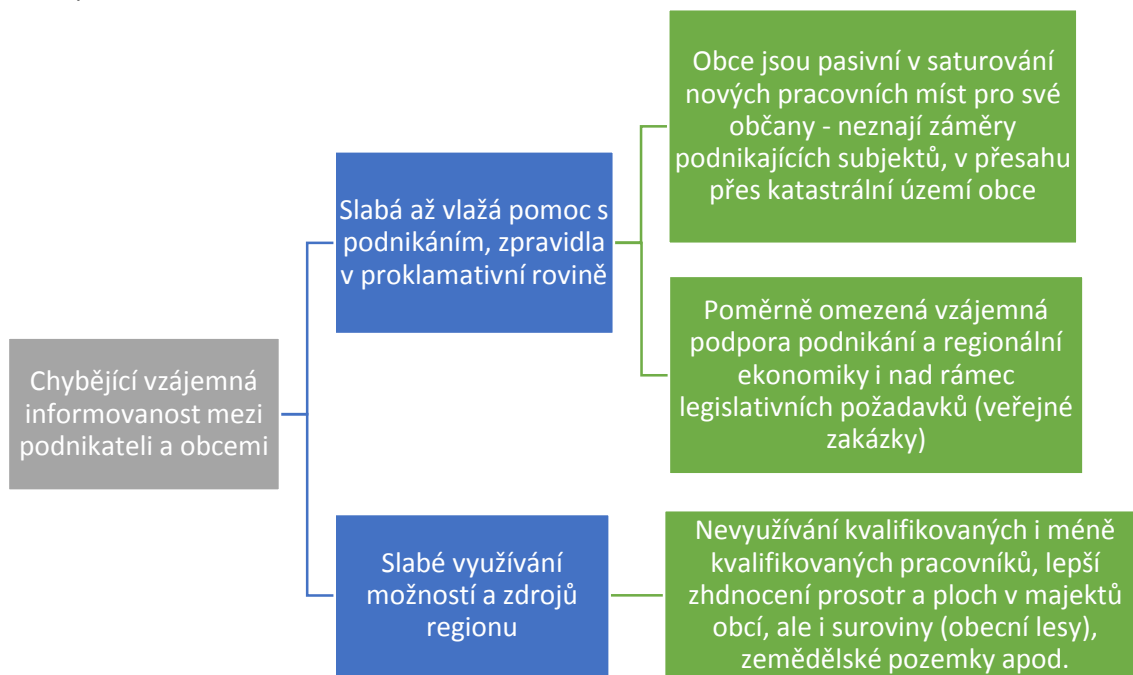 Chybějící vzájemná
informovanost mezi
podnikateli a obcemi
Slabá až vlažá pomoc s
podnikáním, zpravidla
v proklamativní rovině
Obce jsou pasivní v saturování
nových pracovních míst pro své
občany - neznají záměry
podnikajících subjektů, v přesahu
přes katastrální území obce
Poměrně omezená vzájemná
podpora podnikání a regionální
ekonomiky i nad rámec
legislativních požadavků (veřejné
zakázky)
Slabé využívání
možností a zdrojů
regionu
Nevyužívání kvalifikovaných i méně
kvalifikovaných pracovníků, lepší
zhdnocení prosotr a ploch v majektů
obcí, ale i suroviny (obecní lesy),
zemědělské pozemky apod.